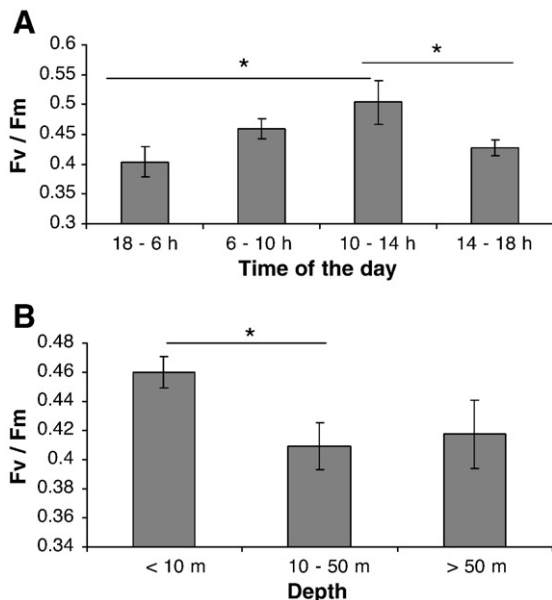 A
0.6
0.55
0.5
0.45
0.4
0.35
0.3
Fv / Fm
* *
18 - 6 h 6 - 10 h 10 - 14 h 14 - 18 h
Time of the day
B
0.48
0.46
0.44
0.42
0.4
0.38
0.36
0.34
Fv / Fm
*
< 10 m 10 - 50 m > 50 m
Depth